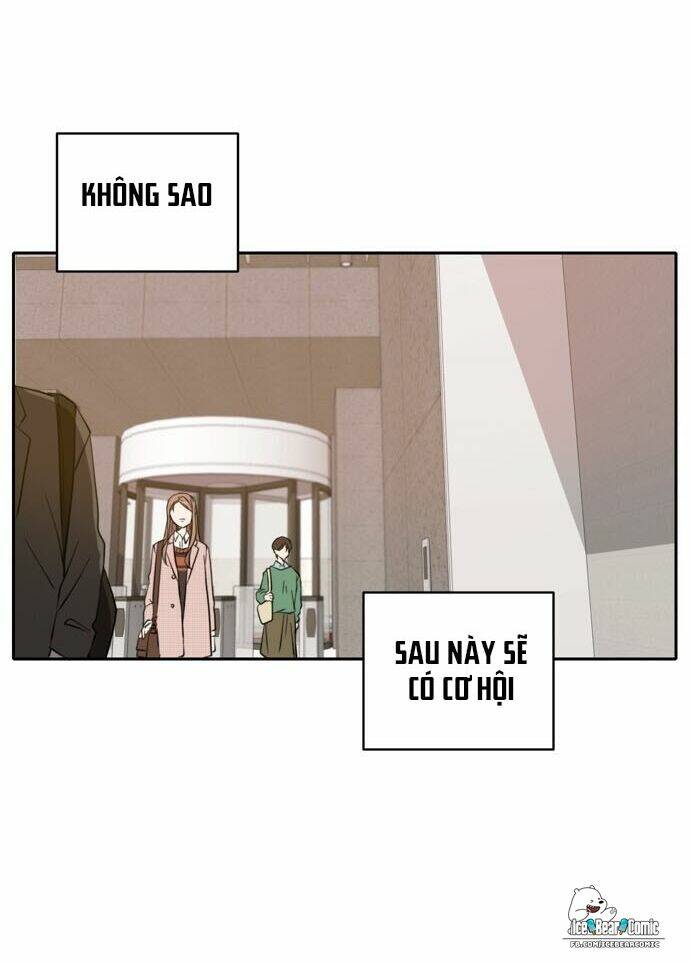 KHÔNG SAO
SAU NÀY SẼ
CÓ CƠ HỘI
Ice Bear Comic
FB.COM/ICEBEARCOMIC